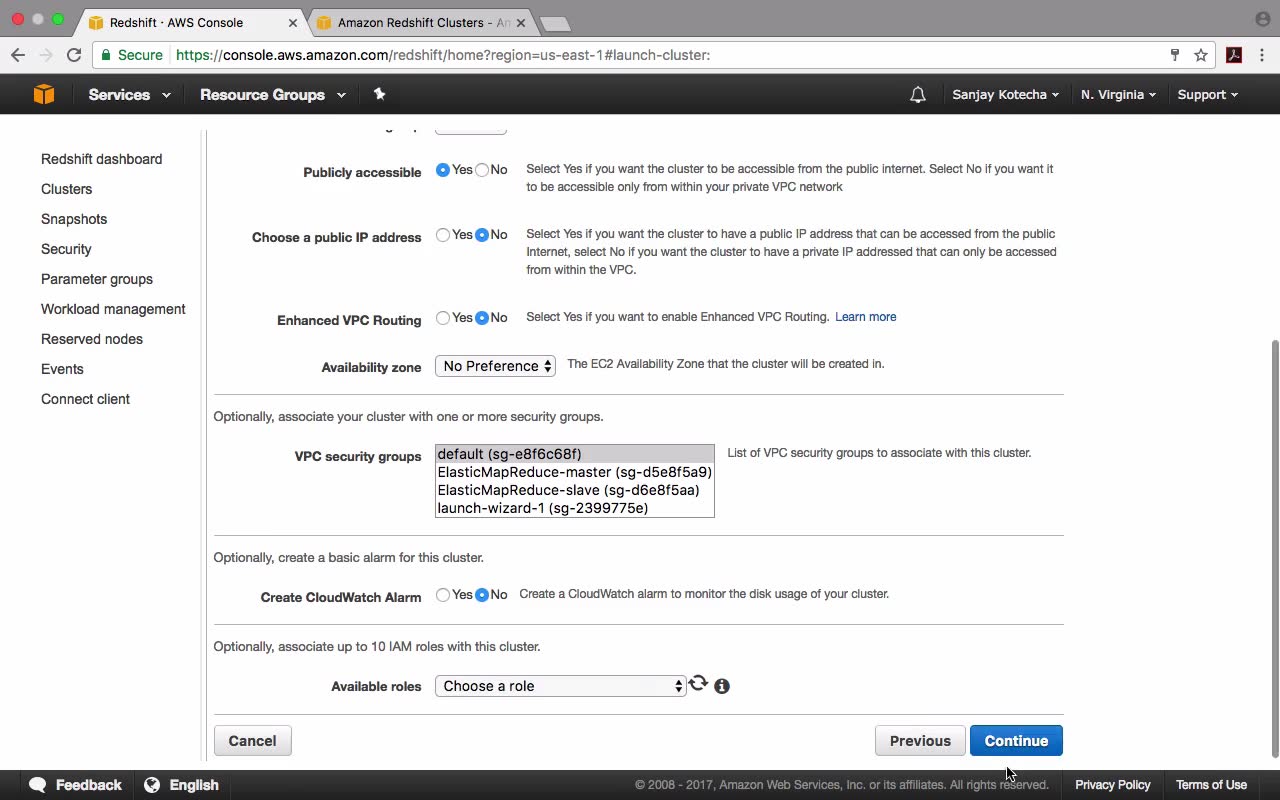 Redshift · AWS Console
Amazon Redshift Clusters - Am
Secure
https://console.aws.amazon.com/redshift/home?region=us-east-1#launch-cluster:
Services
Resource Groups
Sanjay Kotecha
N. Virginia
Support
Redshift dashboard
Clusters
Snapshots
Security
Parameter groups
Workload management
Reserved nodes
Events
Connect client
Publicly accessible
Yes No
Select Yes if you want the cluster to be accessible from the public internet. Select No if you want it
to be accessible only from within your private VPC network
Choose a public IP address
Yes No
Select Yes if you want the cluster to have a public IP address that can be accessed from the public
Internet, select No if you want the cluster to have a private IP addressed that can only be accessed
from within the VPC.
Enhanced VPC Routing
Yes No
Select Yes if you want to enable Enhanced VPC Routing. Learn more
Availability zone
No Preference
The EC2 Availability Zone that the cluster will be created in.
Optionally, associate your cluster with one or more security groups.
VPC security groups
default (sg-e8f6c68f)
ElasticMapReduce-master (sg-d5e8f5a9)
ElasticMapReduce-slave (sg-d6e8f5aa)
launch-wizard-1 (sg-2399775e)
List of VPC security groups to associate with this cluster.
Optionally, create a basic alarm for this cluster.
Create CloudWatch Alarm
Yes No
Create a CloudWatch alarm to monitor the disk usage of your cluster.
Optionally, associate up to 10 IAM roles with this cluster.
Available roles
Choose a role
Cancel
Previous
Continue
Feedback
English
© 2008 - 2017, Amazon Web Services, Inc. or its affiliates. All rights reserved.
Privacy Policy
Terms of Use